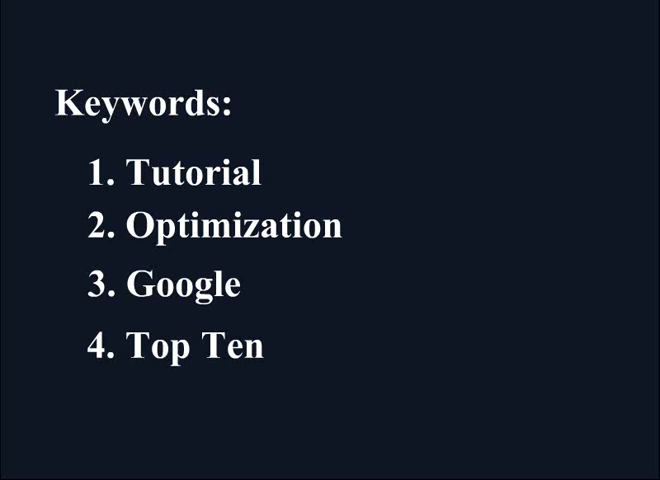 Keywords:
1. Tutorial
2. Optimization
3. Google
4. Top Ten